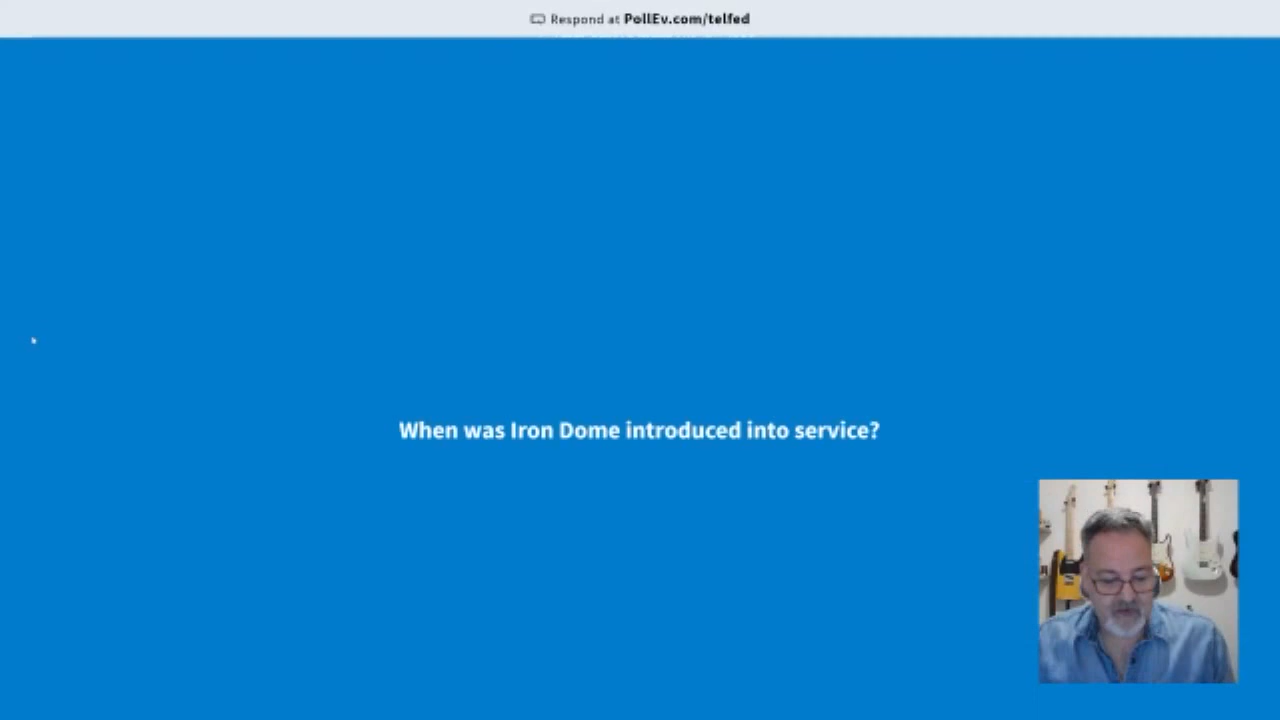 Respond at PollEv.com/telfed
When was Iron Dome introduced into service?